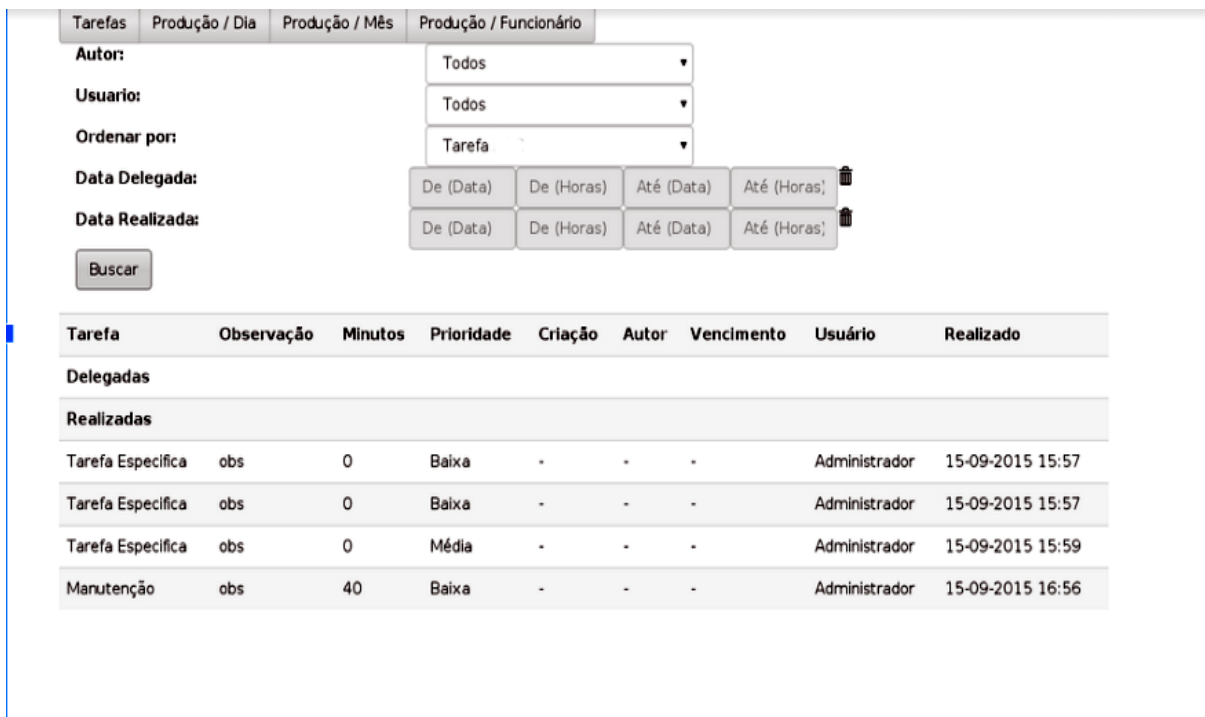 Tarefas Produção / Dia Produção / Mês Produção / Funcionário
Autor: Todos
Usuario: Todos
Ordenar por: Tarefa
Data Delegada: De (Data) De (Horas) Até (Data) Até (Horas)
Data Realizada: De (Data) De (Horas) Até (Data) Até (Horas)
Buscar
Tarefa Observação Minutos Prioridade Criação Autor Vencimento Usuário Realizado
Delegadas
Realizadas
Tarefa Especifica obs 0 Baixa - - - Administrador 15-09-2015 15:57
Tarefa Especifica obs 0 Baixa - - - Administrador 15-09-2015 15:57
Tarefa Especifica obs 0 Média - - - Administrador 15-09-2015 15:59
Manutenção obs 40 Baixa - - - Administrador 15-09-2015 16:56